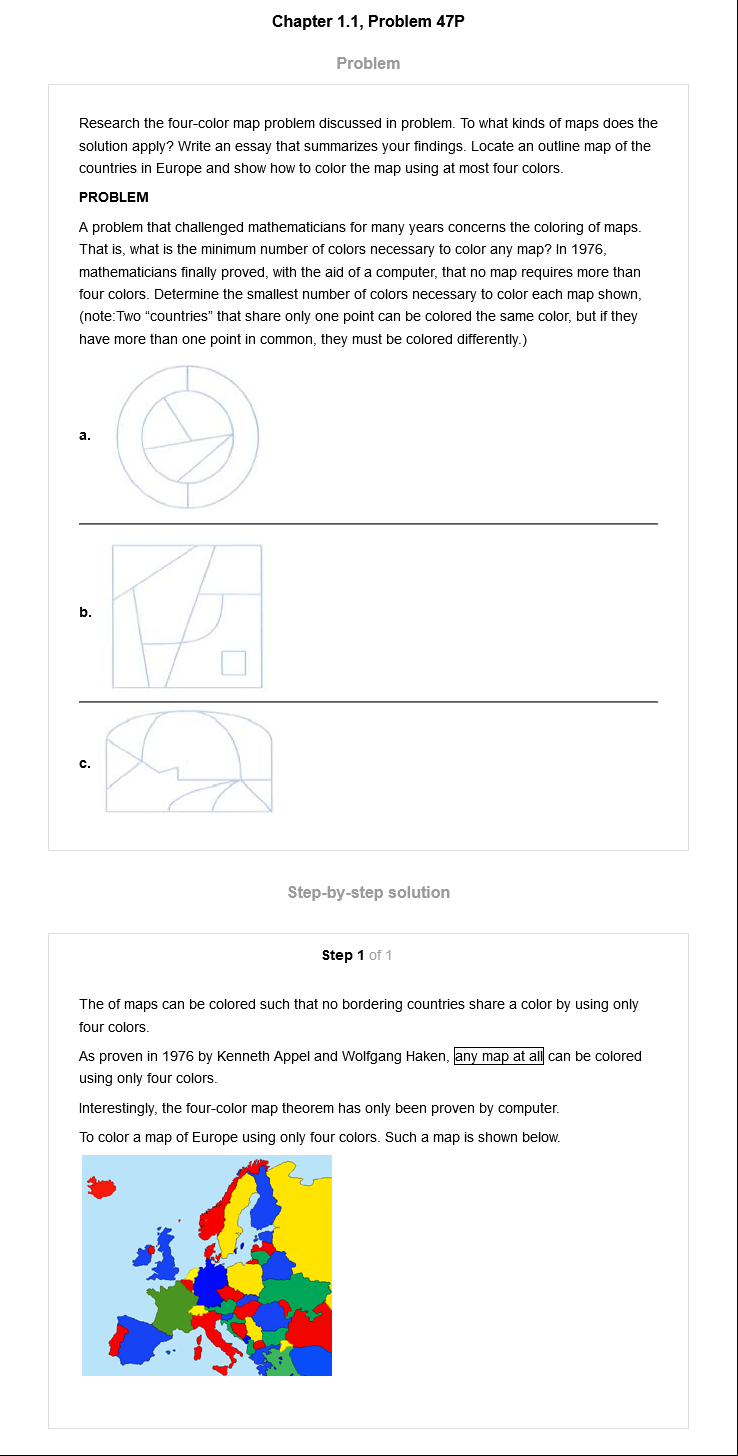 Chapter 1.1, Problem 47P
Problem
Research the four-color map problem discussed in problem. To what kinds of maps does the
solution apply? Write an essay that summarizes your findings. Locate an outline map of the
countries in Europe and show how to color the map using at most four colors.
PROBLEM
A problem that challenged mathematicians for many years concerns the coloring of maps.
That is, what is the minimum number of colors necessary to color any map? In 1976,
mathematicians finally proved, with the aid of a computer, that no map requires more than
four colors. Determine the smallest number of colors necessary to color each map shown,
(note:Two “countries” that share only one point can be colored the same color, but if they
have more than one point in common, they must be colored differently.)
a.
b.
c.
Step-by-step solution
Step 1 of 1
The of maps can be colored such that no bordering countries share a color by using only
four colors.
As proven in 1976 by Kenneth Appel and Wolfgang Haken, any map at all can be colored
using only four colors.
Interestingly, the four-color map theorem has only been proven by computer.
To color a map of Europe using only four colors. Such a map is shown below.